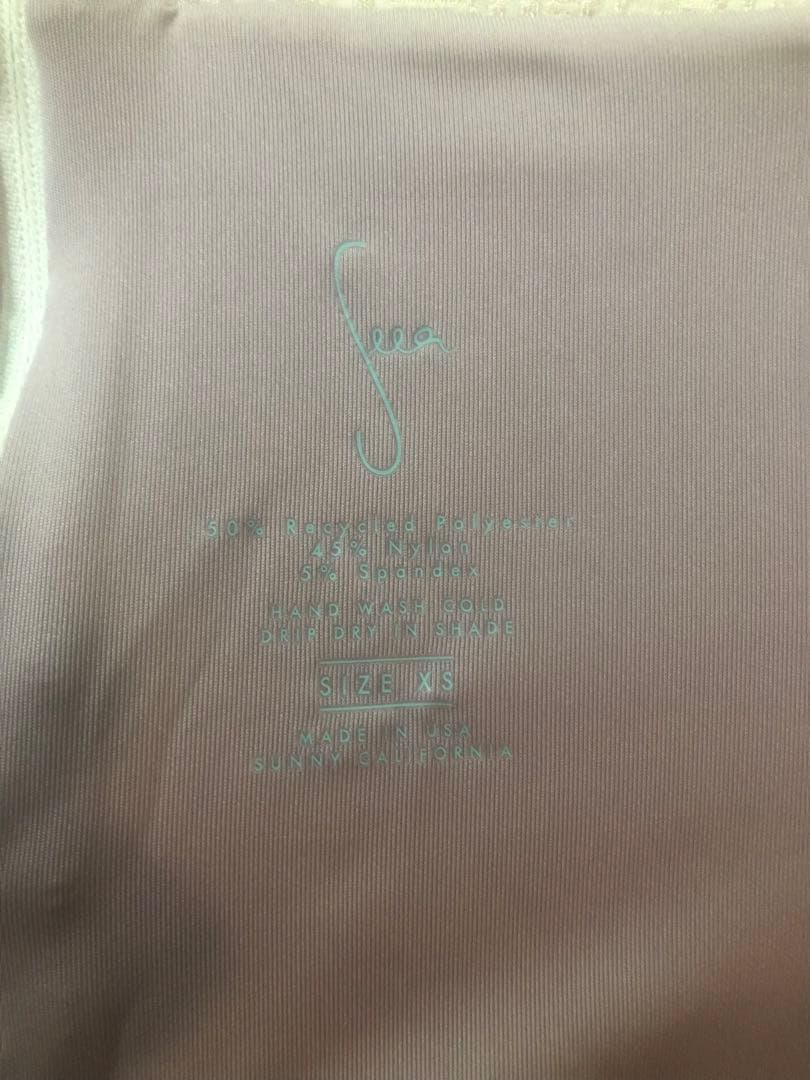 Seea
50% Recycled Polyester
45% Nylon
5% Spandex
HAND WASH COLD
DRIP DRY IN SHADE
SIZE XS
MADE IN USA
SUNNY CALIFORNIA